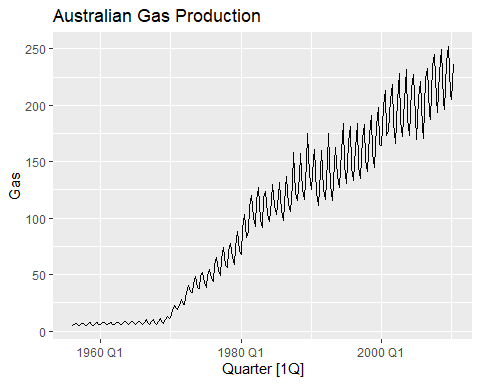 Australian Gas Production
250
200
150
100
50
0
Gas
1960 Q1
1980 Q1
2000 Q1
Quarter [1Q]